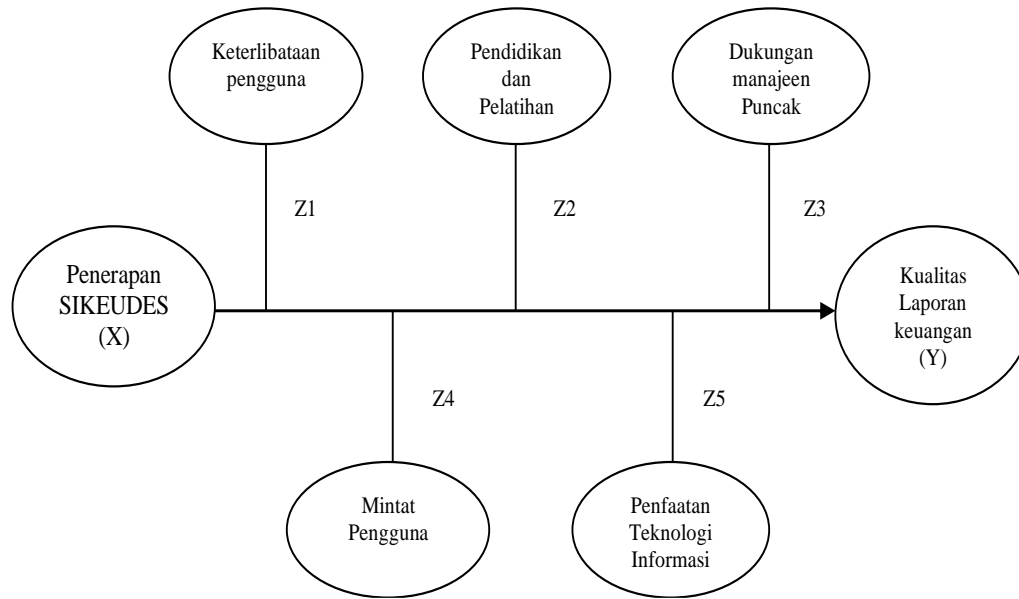 Keterlibataan
pengguna
Pendidikan
dan
Pelatihan
Dukungan
manajeen
Puncak
Z1
Z2
Z3
Penerapan
SIKEUDES
(X)
Kualitas
Laporan
keuangan
(Y)
Z4
Z5
Mintat
Pengguna
Penfaatan
Teknologi
Informasi